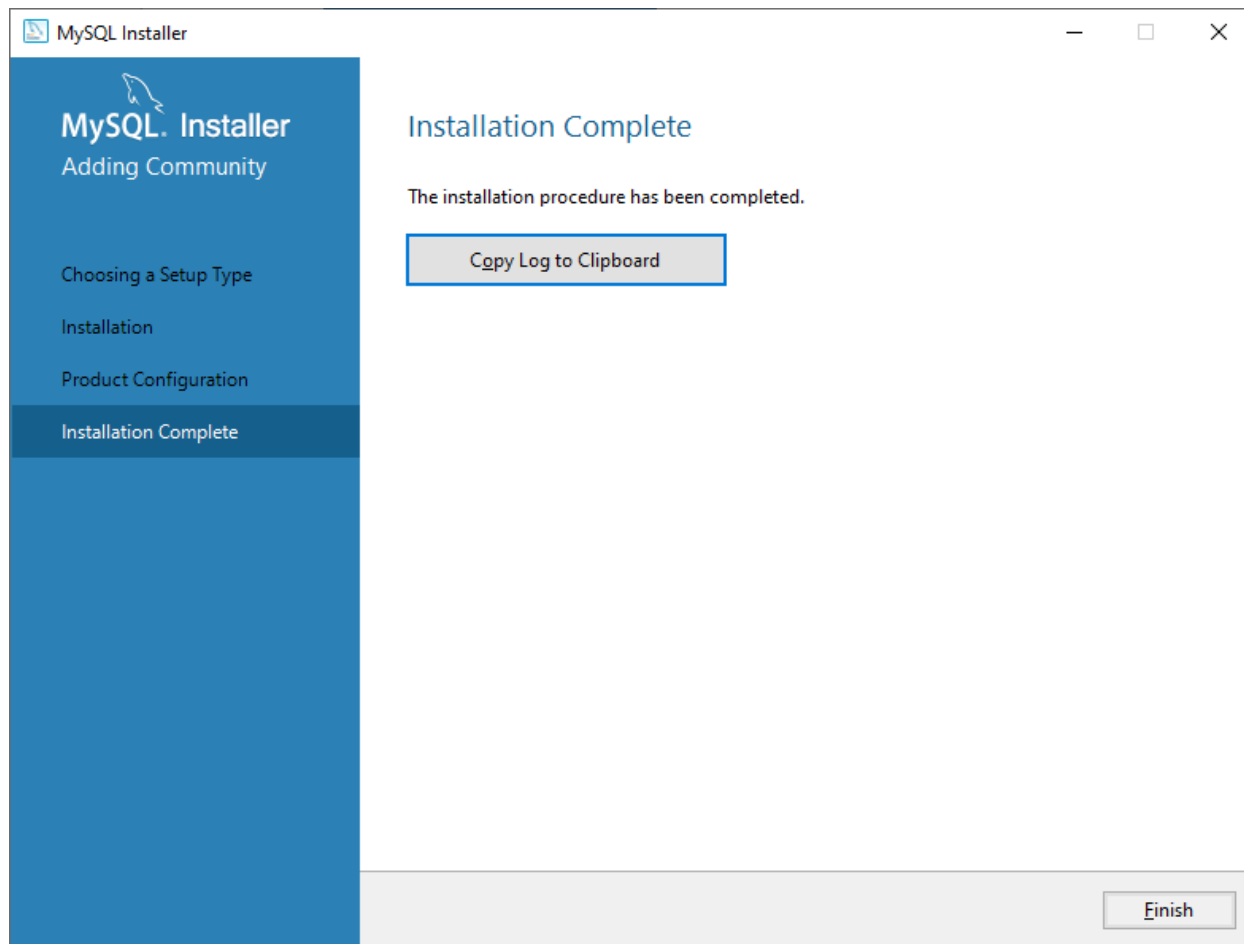 MySQL Installer
MySQL. Installer
Adding Community
Choosing a Setup Type
Installation
Product Configuration
Installation Complete
Installation Complete
The installation procedure has been completed.
Copy Log to Clipboard
Finish